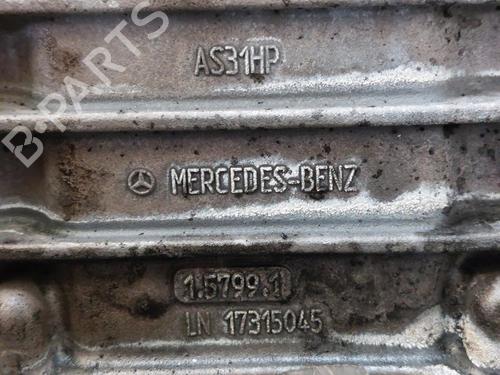 B-PARTS
AS31HP
MERCEDES-BENZ
1.5799.1
LN 17315045